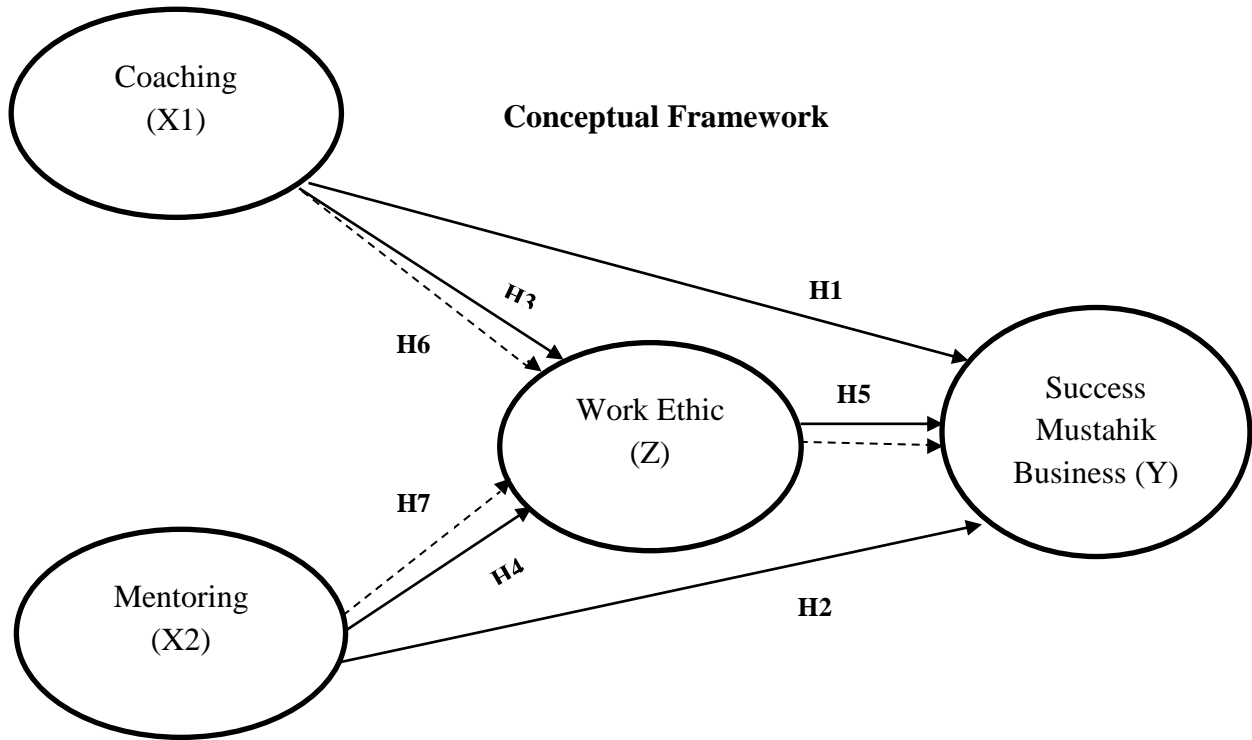 Coaching
(X1)
Conceptual Framework
H1
H3
H6
Work Ethic
(Z)
H5
Success
Mustahik
Business (Y)
H7
H4
Mentoring
(X2)
H2